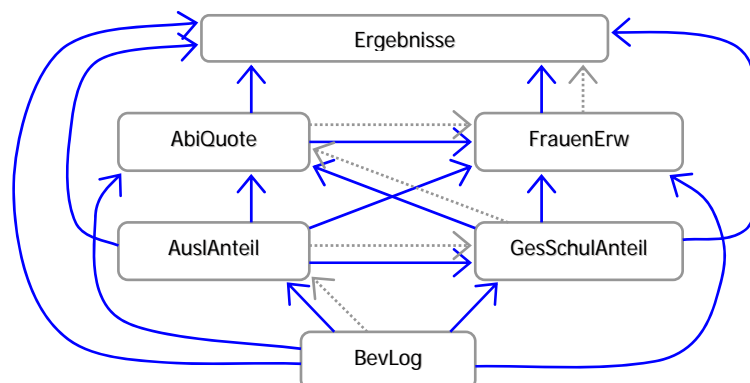 Ergebnisse
AbiQuote
FrauenErw
AuslAnteil
GesSchulAnteil
BevLog